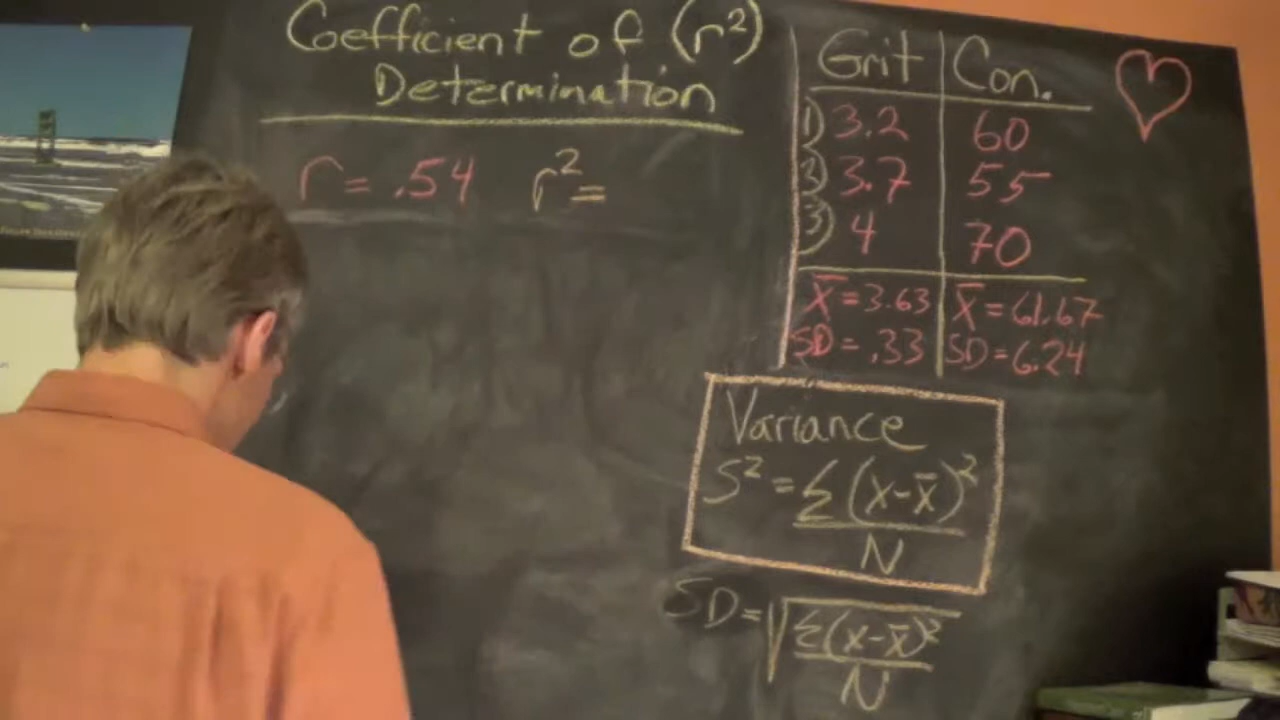 Coefficient of (r²)
Determination
r = .54 r² =
Grit Con.
1) 3.2 60
2) 3.7 55
3) 4 70
X̄ = 3.63 X̄ = 61.67
SD = .33 SD = 6.24
Variance
S² = Σ(x-x̄)²
N
SD = √Σ(x-x̄)²
N